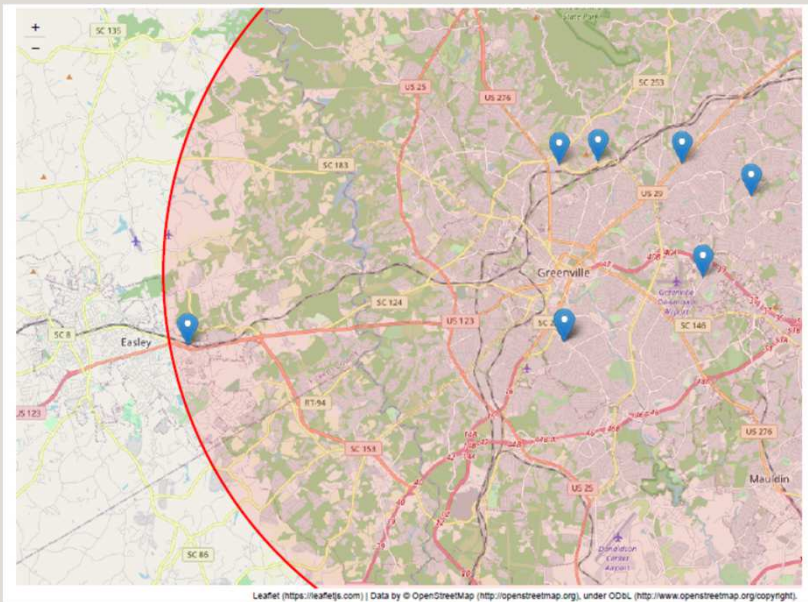 State Park
+
SC 135
−
SC 253
US 25
US 276
SC 183
US 29
Greenville
Greenville
Downtown
Airport
SC 124
US 123
SC 146
SC 8
Easley
US 123
RT-94
SC 153
US 276
Mauldin
US 25
SC 86
Donaldson
Center
Airport
Leaflet (https://leafletjs.com) | Data by © OpenStreetMap (http://openstreetmap.org), under ODbL (http://www.openstreetmap.org/copyright).